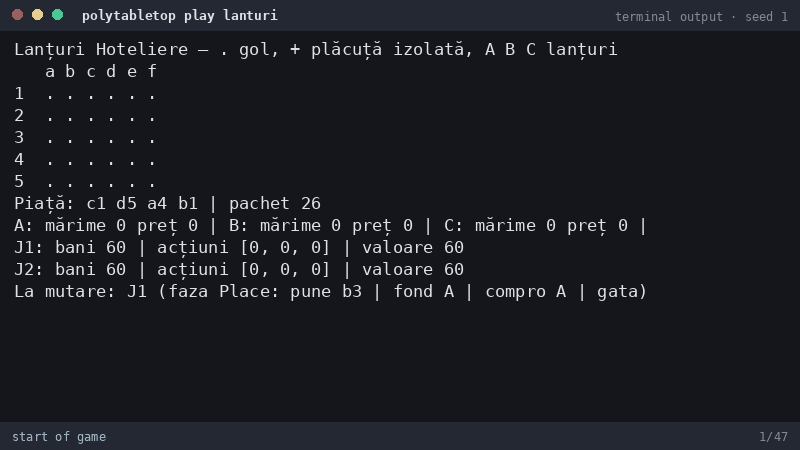 polytabletop play lanturi
terminal output · seed 1
Lanțuri Hoteliere — . gol, + plăcuță izolată, A B C lanțuri
a b c d e f
1 . . . . . .
2 . . . . . .
3 . . . . . .
4 . . . . . .
5 . . . . . .
Piață: c1 d5 a4 b1 | pachet 26
A: mărime 0 preț 0 | B: mărime 0 preț 0 | C: mărime 0 preț 0 |
J1: bani 60 | acțiuni [0, 0, 0] | valoare 60
J2: bani 60 | acțiuni [0, 0, 0] | valoare 60
La mutare: J1 (faza Place: pune b3 | fond A | compro A | gata)
start of game
1/47